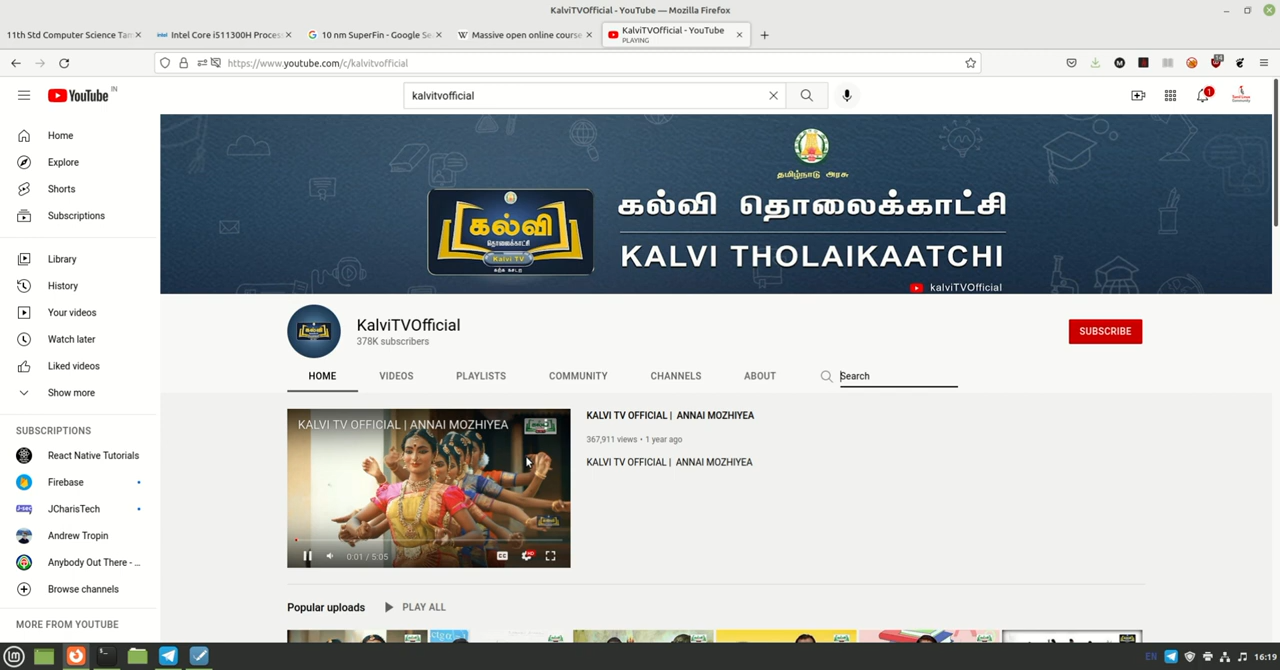 KalviTVOfficial - YouTube — Mozilla Firefox
11th Std Computer Science Tam
Intel Core i511300H Process
10 nm SuperFin - Google Se
Massive open online course
KalviTVOfficial - YouTube
PLAYING
https://www.youtube.com/c/kalvitvofficial
YouTube IN
kalvitvofficial
1
Home
Explore
Shorts
Subscriptions
Library
History
Your videos
Watch later
Liked videos
Show more
SUBSCRIPTIONS
React Native Tutorials
Firebase
JCharisTech
Andrew Tropin
Anybody Out There - ...
Browse channels
MORE FROM YOUTUBE
தமிழ்நாடு அரசு
கல்வி
தொலைக்காட்சி
Kalvi TV
கற்க கசடற
கல்வி தொலைக்காட்சி
KALVI THOLAIKAATCHI
kalviTVOfficial
KalviTVOfficial
378K subscribers
SUBSCRIBE
HOME
VIDEOS
PLAYLISTS
COMMUNITY
CHANNELS
ABOUT
Search
KALVI TV OFFICIAL | ANNAI MOZHIYEA
0:01 / 5:05
KALVI TV OFFICIAL | ANNAI MOZHIYEA
367,911 views • 1 year ago
KALVI TV OFFICIAL | ANNAI MOZHIYEA
Popular uploads
PLAY ALL
EN
16:19